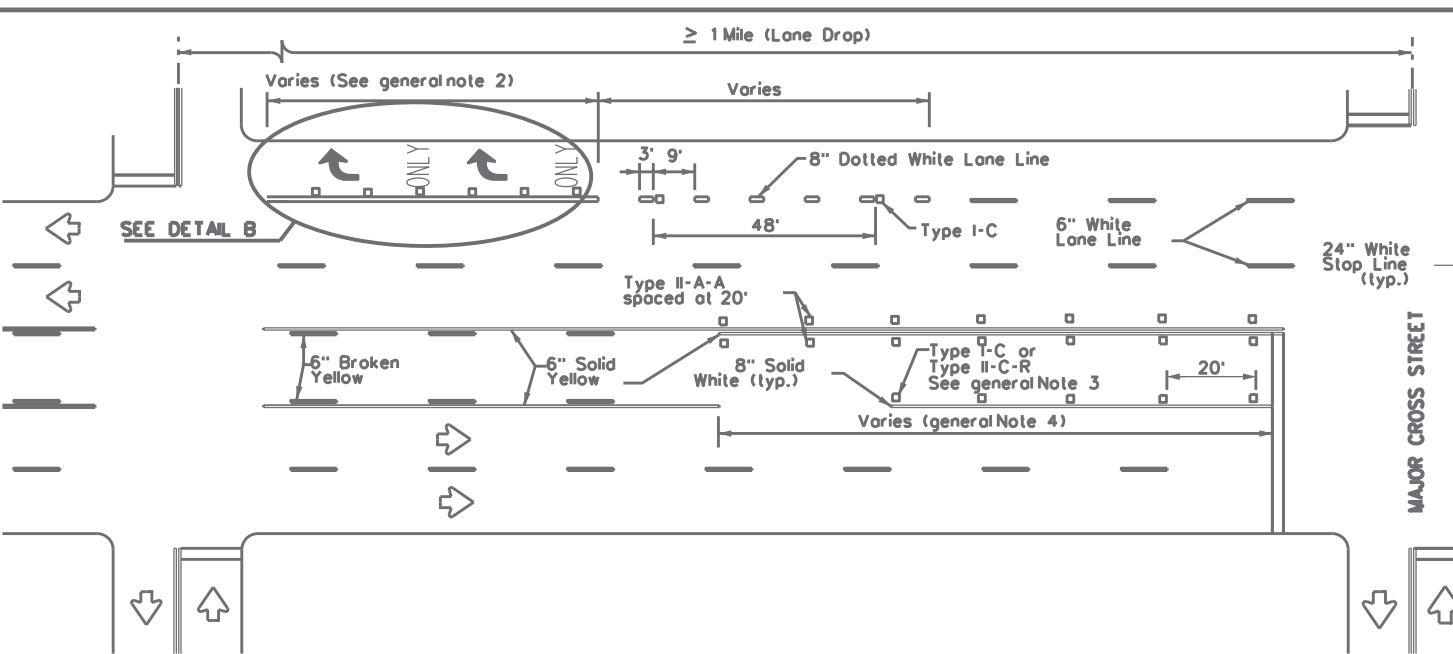 ≥ 1 Mile (Lane Drop)
Varies (See general note 2)
Varies
ONLY
ONLY
3' 9'
8" Dotted White Lane Line
SEE DETAIL B
48'
Type I-C
6" White
Lane Line
24" White
Stop Line
(typ.)
Type II-A-A
spaced at 20'
6" Broken
Yellow
6" Solid
Yellow
8" Solid
White (typ.)
Type I-C or
Type II-C-R
See general Note 3
20'
Varies (general Note 4)
MAJOR CROSS STREET